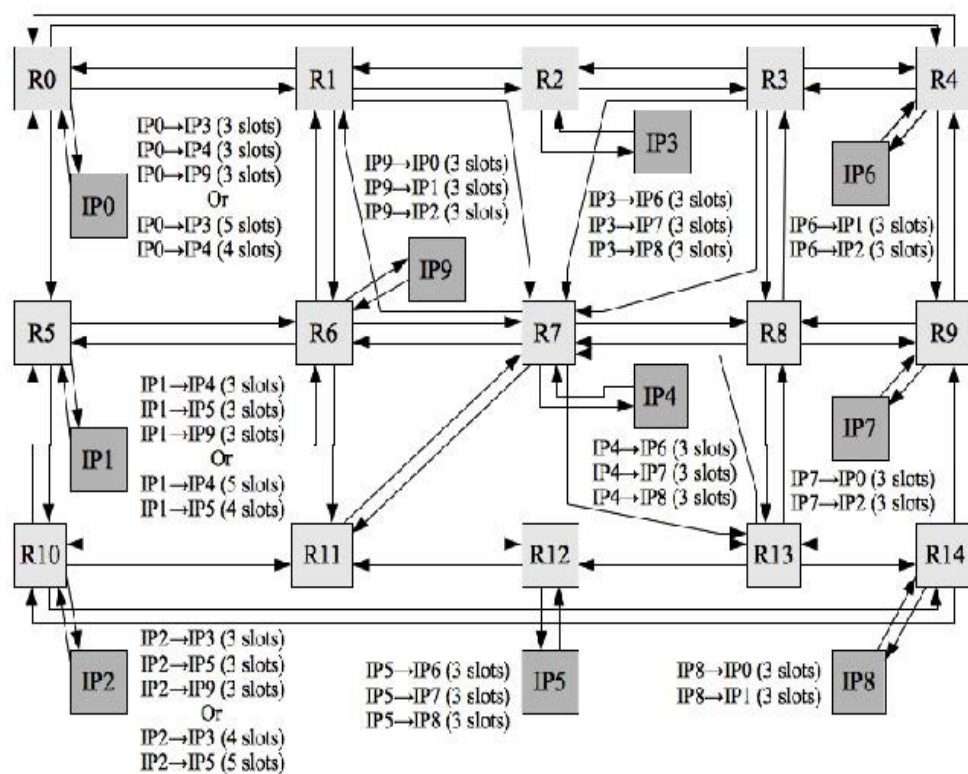 R0
R1
R2
R3
R4
IP0→IP3 (3 slots)
IP0→IP4 (3 slots)
IP0→IP9 (3 slots)
Or
IP0→IP3 (5 slots)
IP0→IP4 (4 slots)
IP0
IP9→IP0 (3 slots)
IP9→IP1 (3 slots)
IP9→IP2 (3 slots)
IP9
IP3
IP3→IP6 (3 slots)
IP3→IP7 (3 slots)
IP3→IP8 (3 slots)
IP6
IP6→IP1 (3 slots)
IP6→IP2 (3 slots)
R5
R6
R7
R8
R9
IP1→IP4 (3 slots)
IP1→IP5 (3 slots)
IP1→IP9 (3 slots)
Or
IP1→IP4 (5 slots)
IP1→IP5 (4 slots)
IP1
IP4
IP4→IP6 (3 slots)
IP4→IP7 (3 slots)
IP4→IP8 (3 slots)
IP7
IP7→IP0 (3 slots)
IP7→IP2 (3 slots)
R10
R11
R12
R13
R14
IP2
IP2→IP3 (3 slots)
IP2→IP5 (3 slots)
IP2→IP9 (3 slots)
Or
IP2→IP3 (4 slots)
IP2→IP5 (5 slots)
IP5→IP6 (3 slots)
IP5→IP7 (3 slots)
IP5→IP8 (3 slots)
IP5
IP8→IP0 (3 slots)
IP8→IP1 (3 slots)
IP8